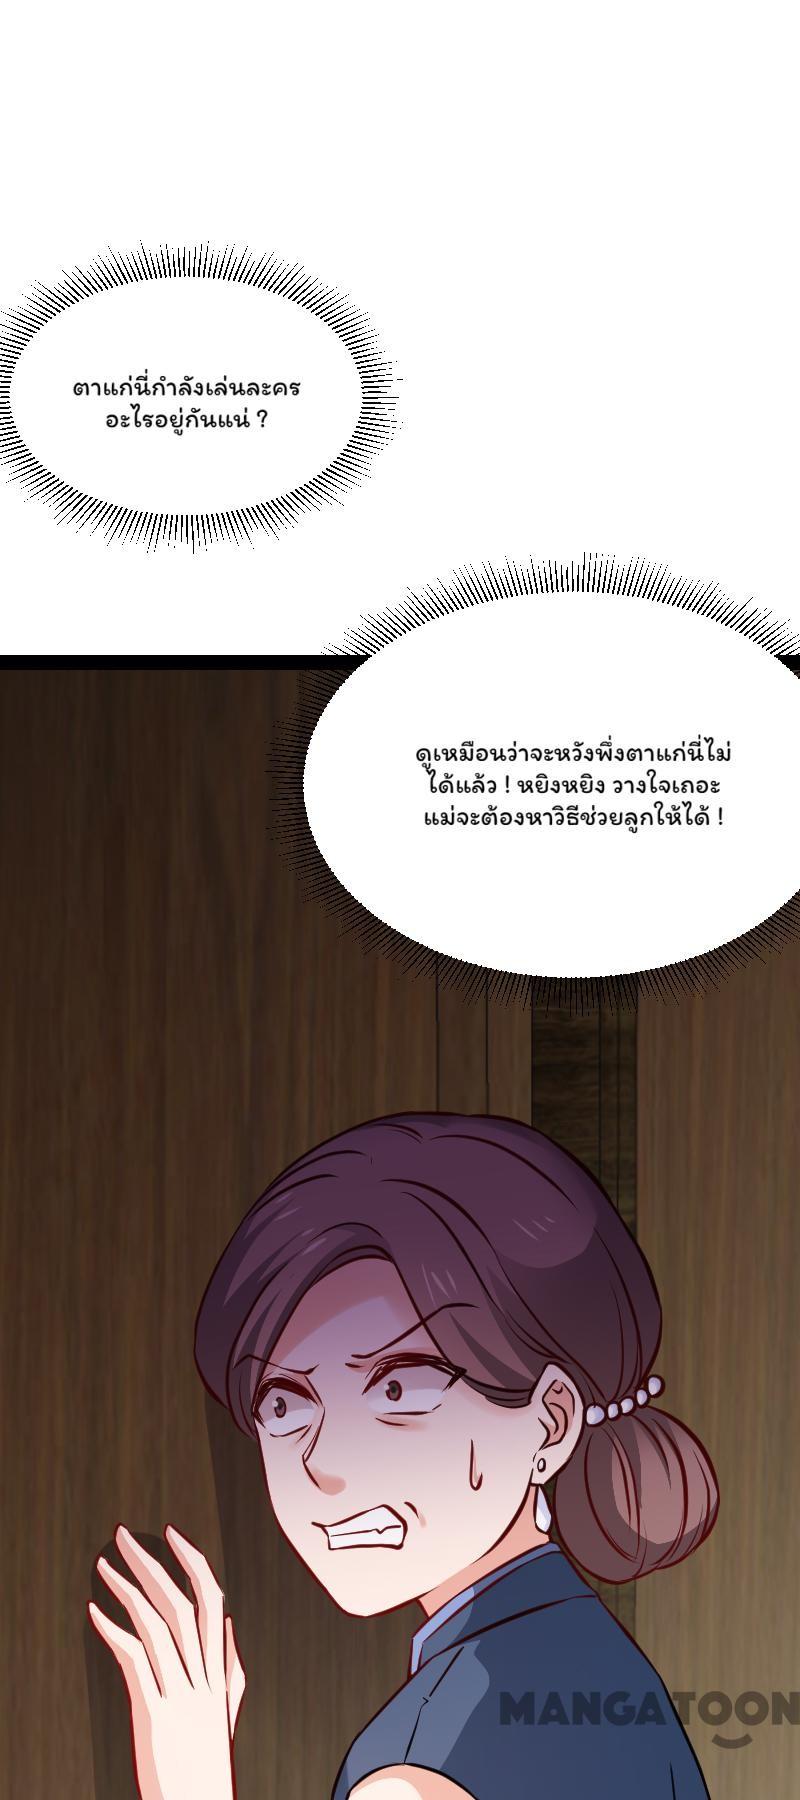 ตาแก่นี่กำลังเล่นละคร
อะไรอยู่กันแน่ ?
ดูเหมือนว่าจะหวังพึ่งตาแก่นี่ไม่
ได้แล้ว ! หยิงหยิง วางใจเถอะ
แม่จะต้องหาวิธีช่วยลูกให้ได้ !
MANGATOON